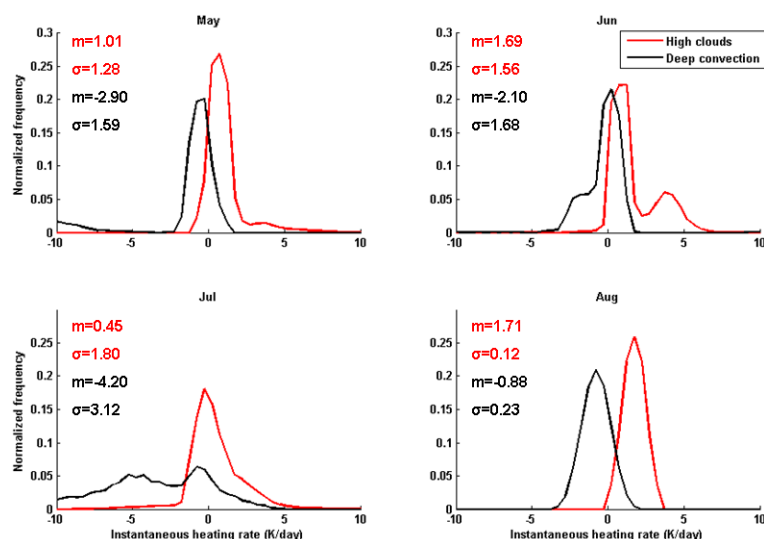 May
0.3
0.25
0.2
0.15
0.1
0.05
0
-10
-5
0
5
10
Normalized frequency
m=1.01
σ=1.28
m=-2.90
σ=1.59
Jun
0.3
0.25
0.2
0.15
0.1
0.05
0
-10
-5
0
5
10
m=1.69
σ=1.56
m=-2.10
σ=1.68
High clouds
Deep convection
Jul
0.25
0.2
0.15
0.1
0.05
0
-10
-5
0
5
10
Normalized frequency
Instantaneous heating rate (K/day)
m=0.45
σ=1.80
m=-4.20
σ=3.12
Aug
0.25
0.2
0.15
0.1
0.05
0
-10
-5
0
5
10
Instantaneous heating rate (K/day)
m=1.71
σ=0.12
m=-0.88
σ=0.23